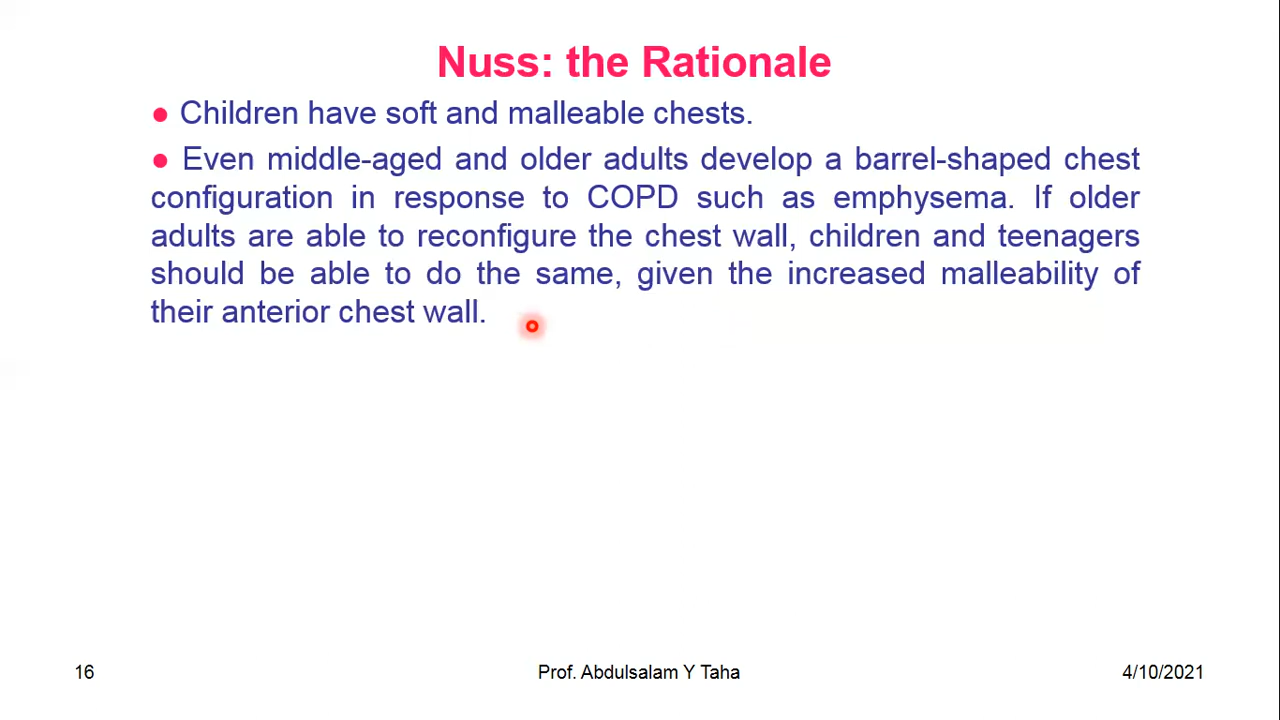 Nuss: the Rationale
● Children have soft and malleable chests.
● Even middle-aged and older adults develop a barrel-shaped chest
configuration in response to COPD such as emphysema. If older
adults are able to reconfigure the chest wall, children and teenagers
should be able to do the same, given the increased malleability of
their anterior chest wall.
16 Prof. Abdulsalam Y Taha 4/10/2021